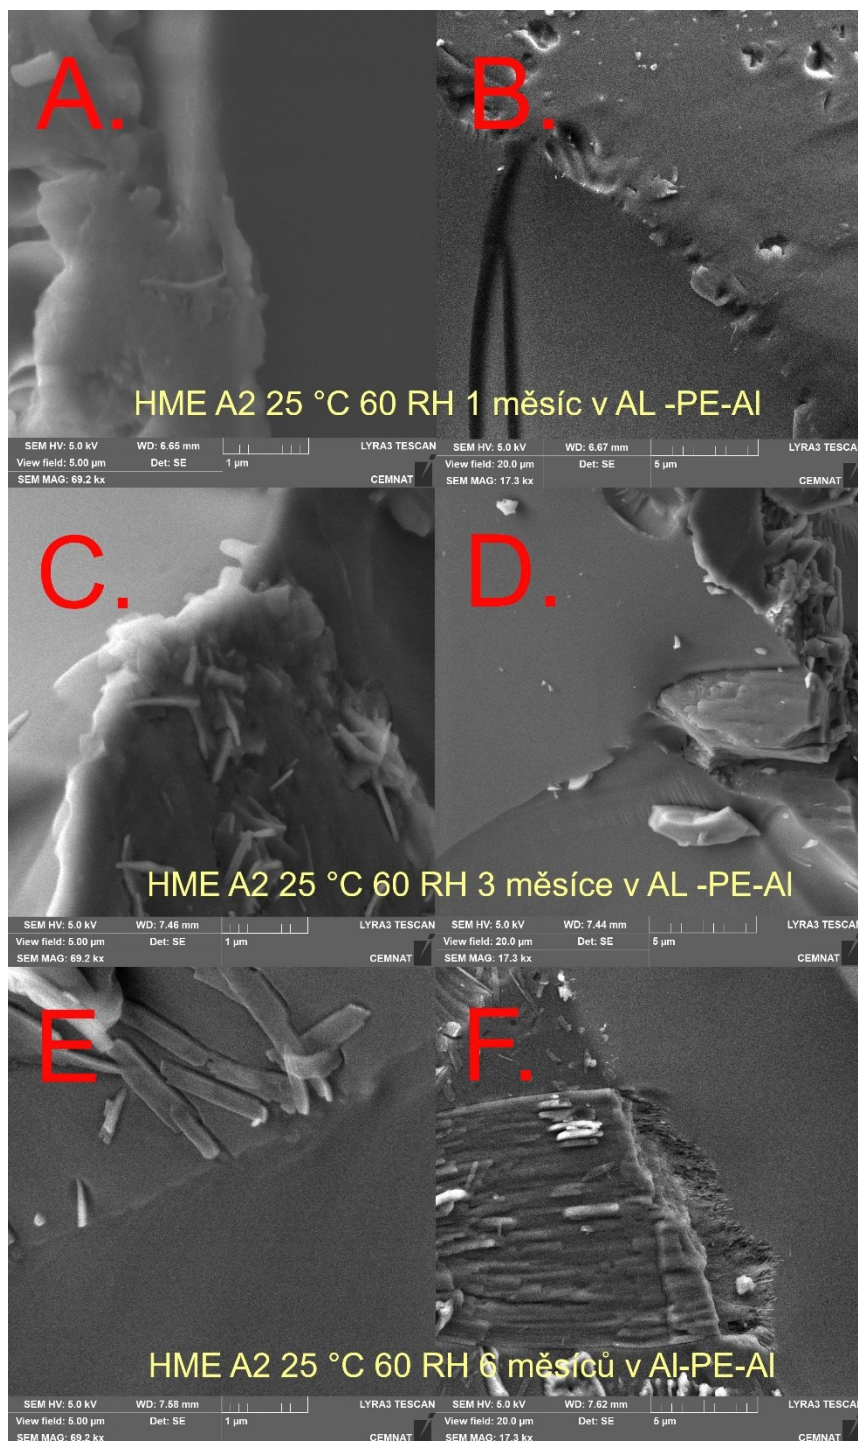 A.
B.
HME A2 25 °C 60 RH 1 měsíc v AL -PE-Al
SEM HV: 5.0 kV WD: 6.65 mm LYRA3 TESCAN
View field: 5.00 µm Det: SE 1 µm
SEM MAG: 69.2 kx CEMNAT
SEM HV: 5.0 kV WD: 6.67 mm LYRA3 TESCAN
View field: 20.0 µm Det: SE 5 µm
SEM MAG: 17.3 kx CEMNAT
C.
D.
HME A2 25 °C 60 RH 3 měsíce v AL -PE-Al
SEM HV: 5.0 kV WD: 7.46 mm LYRA3 TESCAN
View field: 5.00 µm Det: SE 1 µm
SEM MAG: 69.2 kx CEMNAT
SEM HV: 5.0 kV WD: 7.44 mm LYRA3 TESCAN
View field: 20.0 µm Det: SE 5 µm
SEM MAG: 17.3 kx CEMNAT
E
F.
HME A2 25 °C 60 RH 6 měsíců v Al-PE-Al
SEM HV: 5.0 kV WD: 7.58 mm LYRA3 TESCAN
View field: 5.00 µm Det: SE 1 µm
SEM MAG: 69.2 kx CEMNAT
SEM HV: 5.0 kV WD: 7.62 mm LYRA3 TESCAN
View field: 20.0 µm Det: SE 5 µm
SEM MAG: 17.3 kx CEMNAT